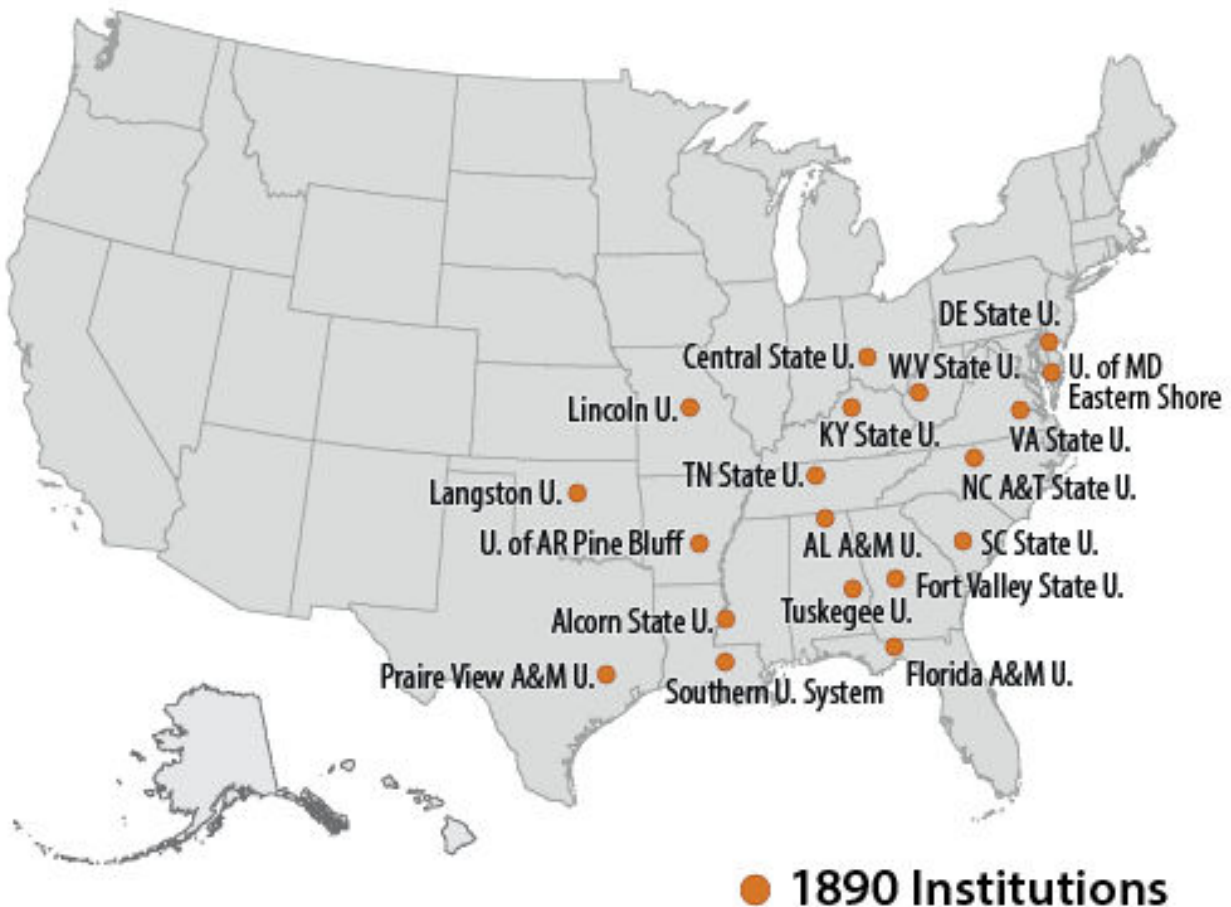 DE State U.
Central State U.
WV State U.
U. of MD
Eastern Shore
Lincoln U.
KY State U.
VA State U.
TN State U.
NC A&T State U.
Langston U.
U. of AR Pine Bluff
AL A&M U.
SC State U.
Fort Valley State U.
Tuskegee U.
Alcorn State U.
Praire View A&M U.
Southern U. System
Florida A&M U.
1890 Institutions